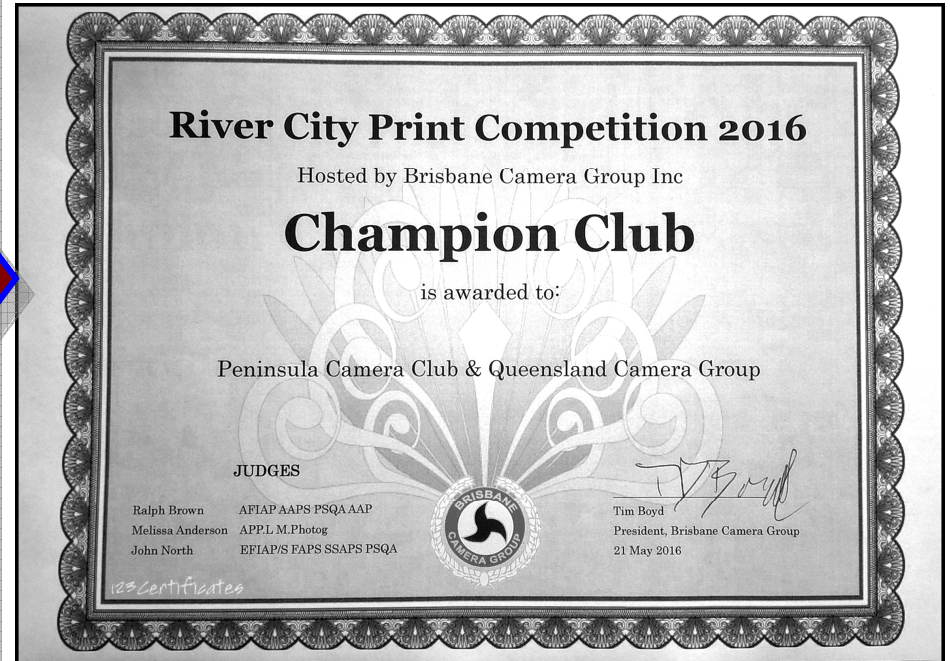 River City Print Competition 2016
Hosted by Brisbane Camera Group Inc
Champion Club
is awarded to:
Peninsula Camera Club & Queensland Camera Group
JUDGES
Ralph Brown AFIAP AAPS PSQA AAP
Melissa Anderson APP.L M.Photog
John North EFIAP/S FAPS SSAPS PSQA
BRISBANE
CAMERA GROUP
T D Boyd
Tim Boyd
President, Brisbane Camera Group
21 May 2016
123Certificates